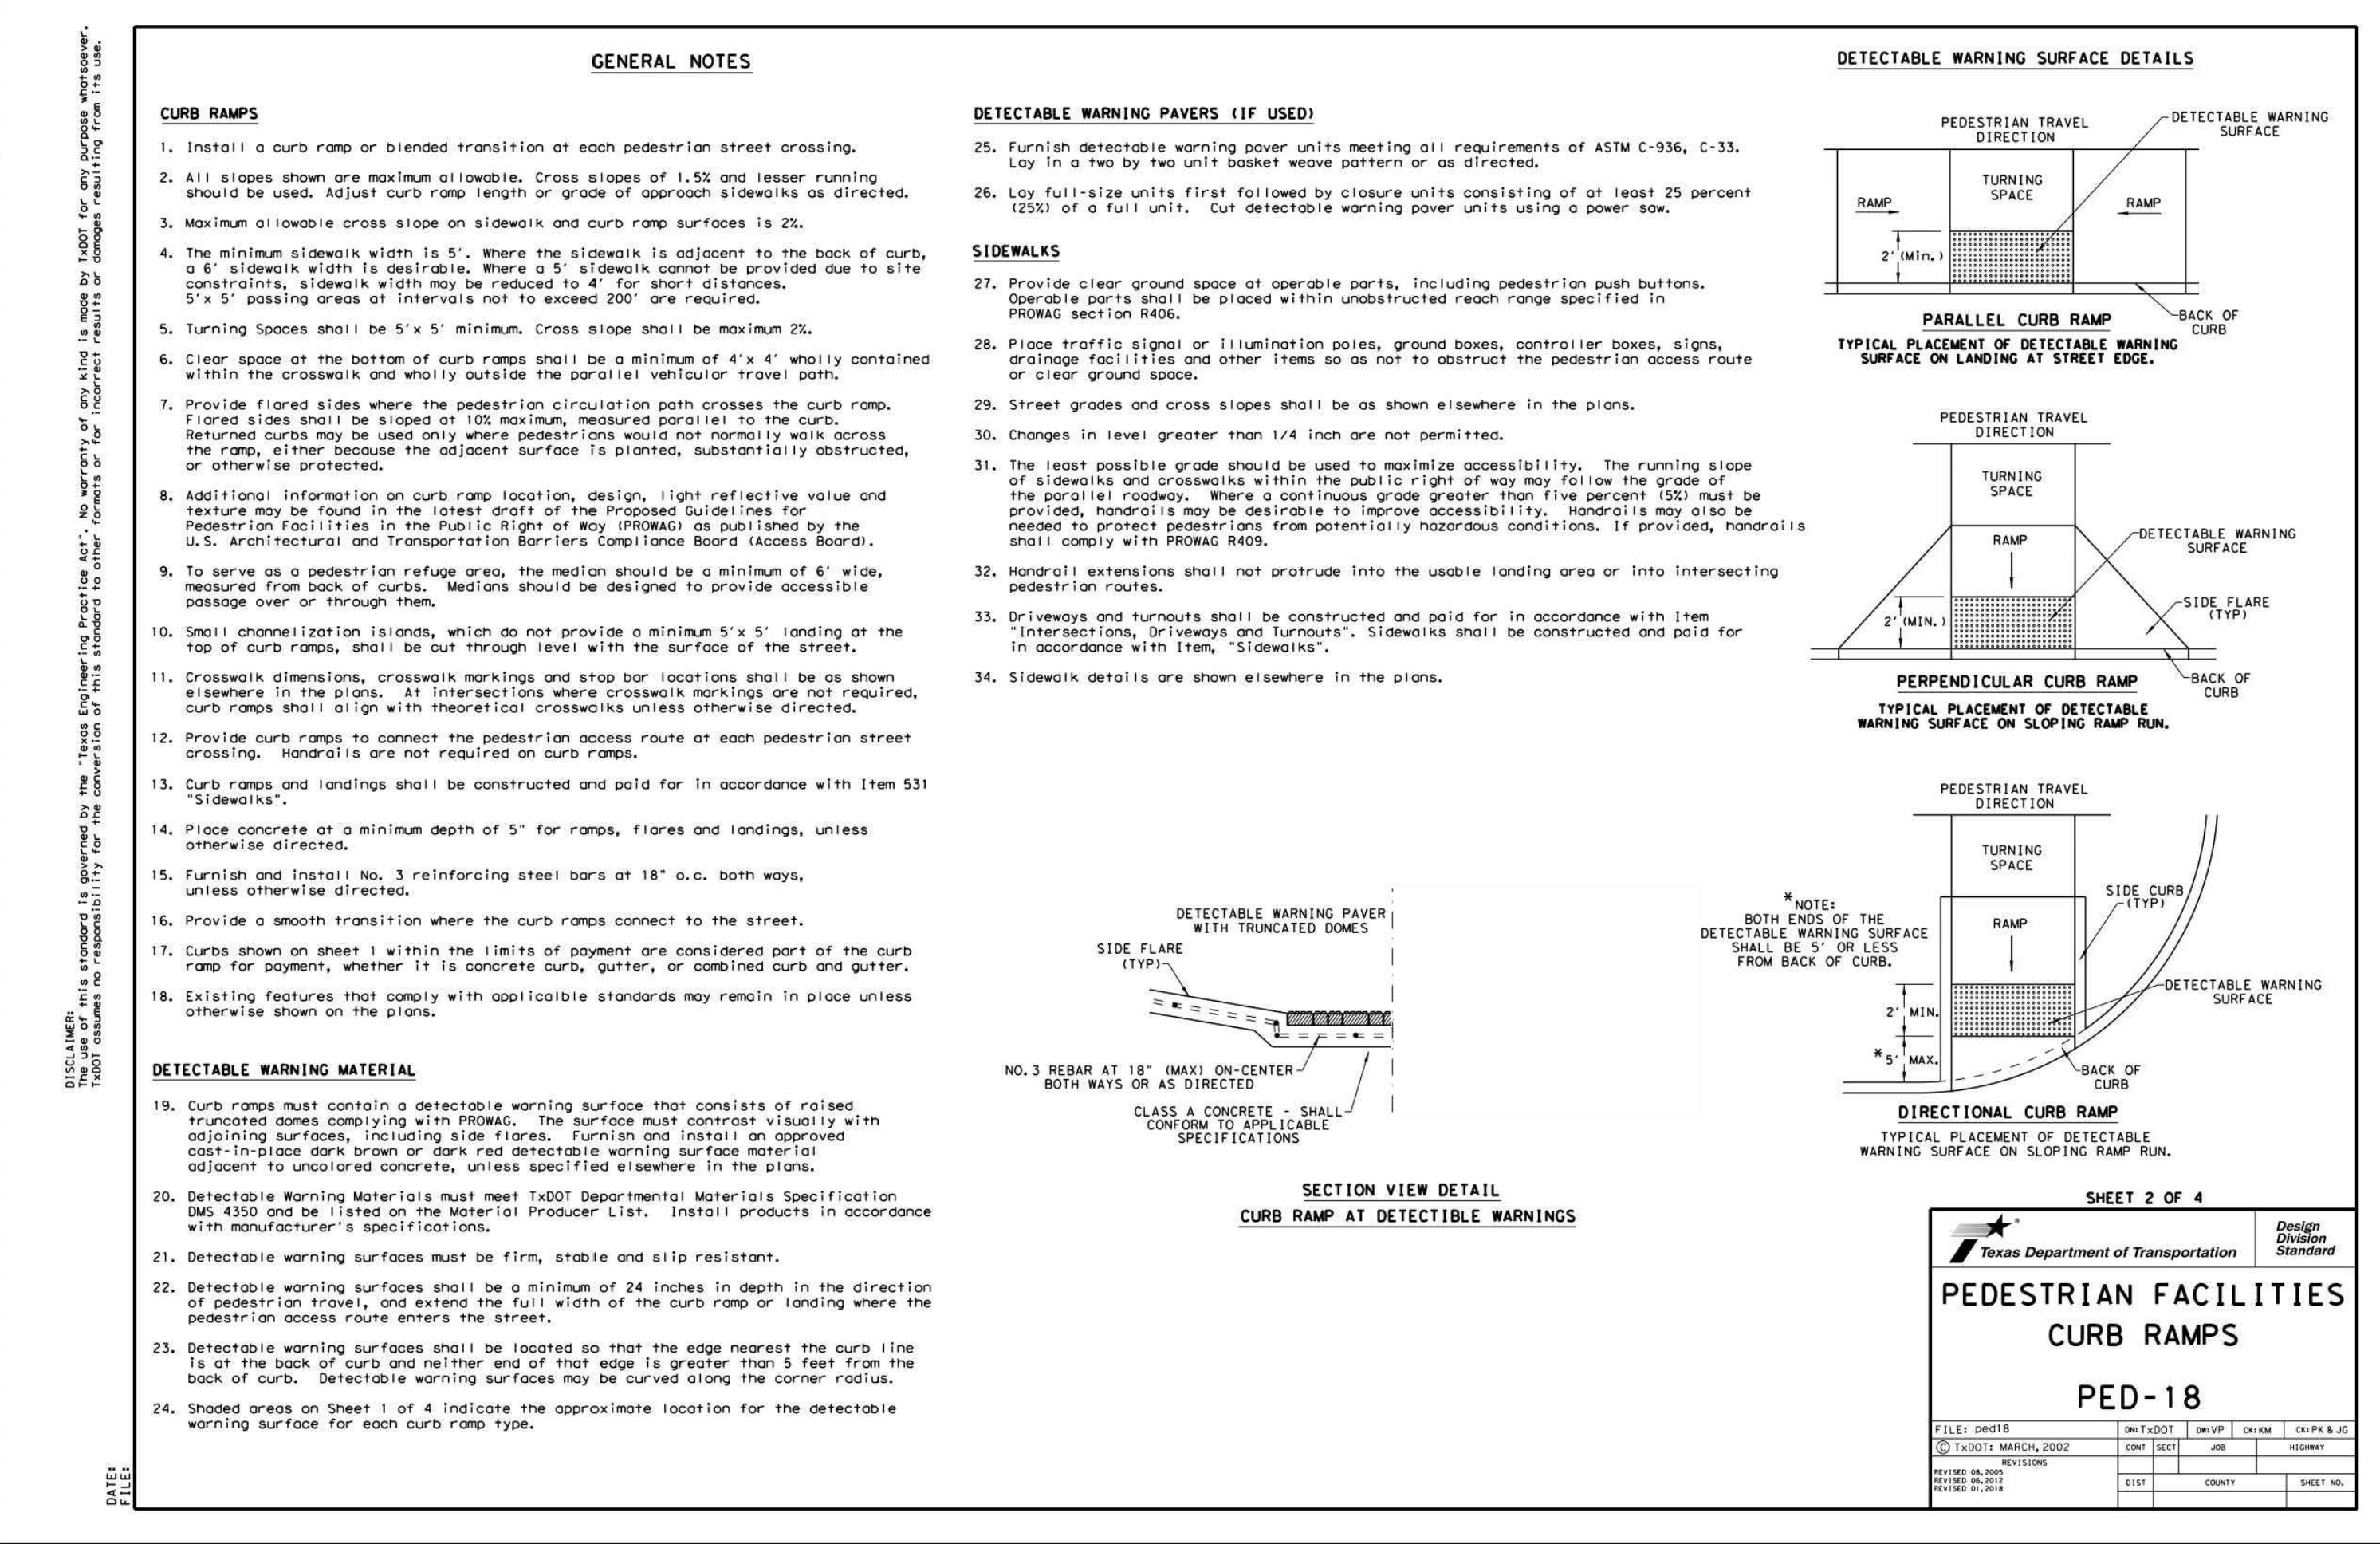 DISCLAIMER:
The use of this standard is governed by the "Texas Engineering Practice Act". No warranty of any kind is made by TxDOT for any purpose whatsoever.
TxDOT assumes no responsibility for the conversion of this standard to other formats or for incorrect results or damages resulting from its use.
DATE:
FILE:
GENERAL NOTES
CURB RAMPS
1. Install a curb ramp or blended transition at each pedestrian street crossing.
2. All slopes shown are maximum allowable. Cross slopes of 1.5% and lesser running
should be used. Adjust curb ramp length or grade of approach sidewalks as directed.
3. Maximum allowable cross slope on sidewalk and curb ramp surfaces is 2%.
4. The minimum sidewalk width is 5'. Where the sidewalk is adjacent to the back of curb,
a 6' sidewalk width is desirable. Where a 5' sidewalk cannot be provided due to site
constraints, sidewalk width may be reduced to 4' for short distances.
5'x 5' passing areas at intervals not to exceed 200' are required.
5. Turning Spaces shall be 5'x 5' minimum. Cross slope shall be maximum 2%.
6. Clear space at the bottom of curb ramps shall be a minimum of 4'x 4' wholly contained
within the crosswalk and wholly outside the parallel vehicular travel path.
7. Provide flared sides where the pedestrian circulation path crosses the curb ramp.
Flared sides shall be sloped at 10% maximum, measured parallel to the curb.
Returned curbs may be used only where pedestrians would not normally walk across
the ramp, either because the adjacent surface is planted, substantially obstructed,
or otherwise protected.
8. Additional information on curb ramp location, design, light reflective value and
texture may be found in the latest draft of the Proposed Guidelines for
Pedestrian Facilities in the Public Right of Way (PROWAG) as published by the
U.S. Architectural and Transportation Barriers Compliance Board (Access Board).
9. To serve as a pedestrian refuge area, the median should be a minimum of 6' wide,
measured from back of curbs. Medians should be designed to provide accessible
passage over or through them.
10. Small channelization islands, which do not provide a minimum 5'x 5' landing at the
top of curb ramps, shall be cut through level with the surface of the street.
11. Crosswalk dimensions, crosswalk markings and stop bar locations shall be as shown
elsewhere in the plans. At intersections where crosswalk markings are not required,
curb ramps shall align with theoretical crosswalks unless otherwise directed.
12. Provide curb ramps to connect the pedestrian access route at each pedestrian street
crossing. Handrails are not required on curb ramps.
13. Curb ramps and landings shall be constructed and paid for in accordance with Item 531
"Sidewalks".
14. Place concrete at a minimum depth of 5" for ramps, flares and landings, unless
otherwise directed.
15. Furnish and install No. 3 reinforcing steel bars at 18" o.c. both ways,
unless otherwise directed.
16. Provide a smooth transition where the curb ramps connect to the street.
17. Curbs shown on sheet 1 within the limits of payment are considered part of the curb
ramp for payment, whether it is concrete curb, gutter, or combined curb and gutter.
18. Existing features that comply with applicalble standards may remain in place unless
otherwise shown on the plans.
DETECTABLE WARNING MATERIAL
19. Curb ramps must contain a detectable warning surface that consists of raised
truncated domes complying with PROWAG. The surface must contrast visually with
adjoining surfaces, including side flares. Furnish and install an approved
cast-in-place dark brown or dark red detectable warning surface material
adjacent to uncolored concrete, unless specified elsewhere in the plans.
20. Detectable Warning Materials must meet TxDOT Departmental Materials Specification
DMS 4350 and be listed on the Material Producer List. Install products in accordance
with manufacturer's specifications.
21. Detectable warning surfaces must be firm, stable and slip resistant.
22. Detectable warning surfaces shall be a minimum of 24 inches in depth in the direction
of pedestrian travel, and extend the full width of the curb ramp or landing where the
pedestrian access route enters the street.
23. Detectable warning surfaces shall be located so that the edge nearest the curb line
is at the back of curb and neither end of that edge is greater than 5 feet from the
back of curb. Detectable warning surfaces may be curved along the corner radius.
24. Shaded areas on Sheet 1 of 4 indicate the approximate location for the detectable
warning surface for each curb ramp type.
DETECTABLE WARNING PAVERS (IF USED)
25. Furnish detectable warning paver units meeting all requirements of ASTM C-936, C-33.
Lay in a two by two unit basket weave pattern or as directed.
26. Lay full-size units first followed by closure units consisting of at least 25 percent
(25%) of a full unit. Cut detectable warning paver units using a power saw.
SIDEWALKS
27. Provide clear ground space at operable parts, including pedestrian push buttons.
Operable parts shall be placed within unobstructed reach range specified in
PROWAG section R406.
28. Place traffic signal or illumination poles, ground boxes, controller boxes, signs,
drainage facilities and other items so as not to obstruct the pedestrian access route
or clear ground space.
29. Street grades and cross slopes shall be as shown elsewhere in the plans.
30. Changes in level greater than 1/4 inch are not permitted.
31. The least possible grade should be used to maximize accessibility. The running slope
of sidewalks and crosswalks within the public right of way may follow the grade of
the parallel roadway. Where a continuous grade greater than five percent (5%) must be
provided, handrails may be desirable to improve accessibility. Handrails may also be
needed to protect pedestrians from potentially hazardous conditions. If provided, handrails
shall comply with PROWAG R409.
32. Handrail extensions shall not protrude into the usable landing area or into intersecting
pedestrian routes.
33. Driveways and turnouts shall be constructed and paid for in accordance with Item
"Intersections, Driveways and Turnouts". Sidewalks shall be constructed and paid for
in accordance with Item, "Sidewalks".
34. Sidewalk details are shown elsewhere in the plans.
DETECTABLE WARNING PAVER
WITH TRUNCATED DOMES
SIDE FLARE
(TYP)
NO.3 REBAR AT 18" (MAX) ON-CENTER
BOTH WAYS OR AS DIRECTED
CLASS A CONCRETE - SHALL
CONFORM TO APPLICABLE
SPECIFICATIONS
SECTION VIEW DETAIL
CURB RAMP AT DETECTIBLE WARNINGS
DETECTABLE WARNING SURFACE DETAILS
PEDESTRIAN TRAVEL
DIRECTION
DETECTABLE WARNING
SURFACE
TURNING
SPACE
RAMP
RAMP
2' (Min.)
BACK OF
CURB
PARALLEL CURB RAMP
TYPICAL PLACEMENT OF DETECTABLE WARNING
SURFACE ON LANDING AT STREET EDGE.
PEDESTRIAN TRAVEL
DIRECTION
TURNING
SPACE
RAMP
DETECTABLE WARNING
SURFACE
2' (MIN.)
SIDE FLARE
(TYP)
BACK OF
CURB
PERPENDICULAR CURB RAMP
TYPICAL PLACEMENT OF DETECTABLE
WARNING SURFACE ON SLOPING RAMP RUN.
PEDESTRIAN TRAVEL
DIRECTION
TURNING
SPACE
SIDE CURB
(TYP)
RAMP
*NOTE:
BOTH ENDS OF THE
DETECTABLE WARNING SURFACE
SHALL BE 5' OR LESS
FROM BACK OF CURB.
DETECTABLE WARNING
SURFACE
2' MIN.
*5' MAX.
BACK OF
CURB
DIRECTIONAL CURB RAMP
TYPICAL PLACEMENT OF DETECTABLE
WARNING SURFACE ON SLOPING RAMP RUN.
SHEET 2 OF 4
®
Texas Department of Transportation
Design
Division
Standard
PEDESTRIAN FACILITIES
CURB RAMPS
PED-18
FILE: ped18
DN: TxDOT
DW: VP
CK: KM
CK: PK & JG
© TxDOT: MARCH, 2002
CONT
SECT
JOB
HIGHWAY
REVISIONS
REVISED 08,2005
REVISED 06,2012
REVISED 01,2018
DIST
COUNTY
SHEET NO.